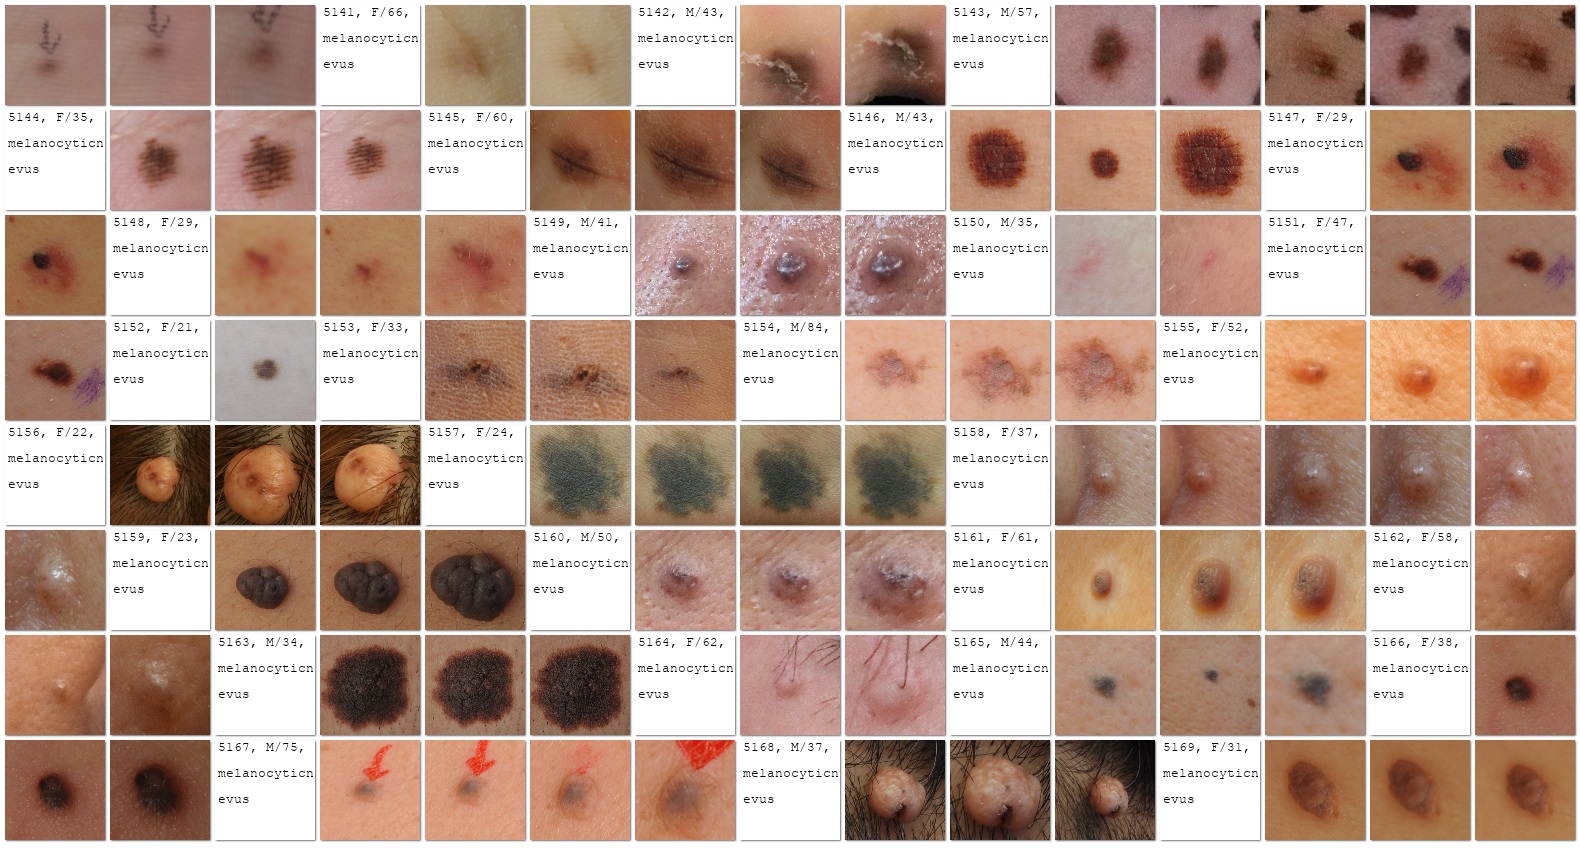 5141, F/66,
melanocyticn
evus
5142, M/43,
melanocyticn
evus
5143, M/57,
melanocyticn
evus
5144, F/35,
melanocyticn
evus
5145, F/60,
melanocyticn
evus
5146, M/43,
melanocyticn
evus
5147, F/29,
melanocyticn
evus
5148, F/29,
melanocyticn
evus
5149, M/41,
melanocyticn
evus
5150, M/35,
melanocyticn
evus
5151, F/47,
melanocyticn
evus
5152, F/21,
melanocyticn
evus
5153, F/33,
melanocyticn
evus
5154, M/84,
melanocyticn
evus
5155, F/52,
melanocyticn
evus
5156, F/22,
melanocyticn
evus
5157, F/24,
melanocyticn
evus
5158, F/37,
melanocyticn
evus
5159, F/23,
melanocyticn
evus
5160, M/50,
melanocyticn
evus
5161, F/61,
melanocyticn
evus
5162, F/58,
melanocyticn
evus
5163, M/34,
melanocyticn
evus
5164, F/62,
melanocyticn
evus
5165, M/44,
melanocyticn
evus
5166, F/38,
melanocyticn
evus
5167, M/75,
melanocyticn
evus
5168, M/37,
melanocyticn
evus
5169, F/31,
melanocyticn
evus